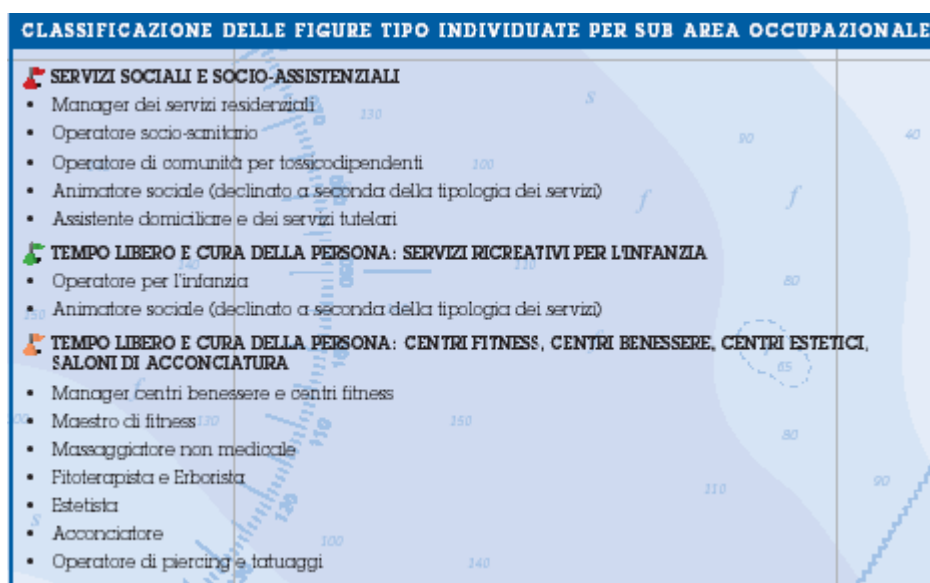 CLASSIFICAZIONE DELLE FIGURE TIPO INDIVIDUATE PER SUB AREA OCCUPAZIONALE
SERVIZI SOCIALI E SOCIO-ASSISTENZIALI
• Manager dei servizi residenziali
• Operatore socio-sanitario
• Operatore di comunità per tossicodipendenti
• Animatore sociale (declinato a seconda della tipologia dei servizi)
• Assistente domiciliare e dei servizi tutelari
TEMPO LIBERO E CURA DELLA PERSONA: SERVIZI RICREATIVI PER L'INFANZIA
• Operatore per l'infanzia
• Animatore sociale (declinato a seconda della tipologia dei servizi)
TEMPO LIBERO E CURA DELLA PERSONA: CENTRI FITNESS, CENTRI BENESSERE, CENTRI ESTETICI,
SALONI DI ACCONCIATURA
• Manager centri benessere e centri fitness
• Maestro di fitness
• Massaggiatore non medicale
• Fitoterapista e Erborista
• Estetista
• Acconciatore
• Operatore di piercing e tatuaggi